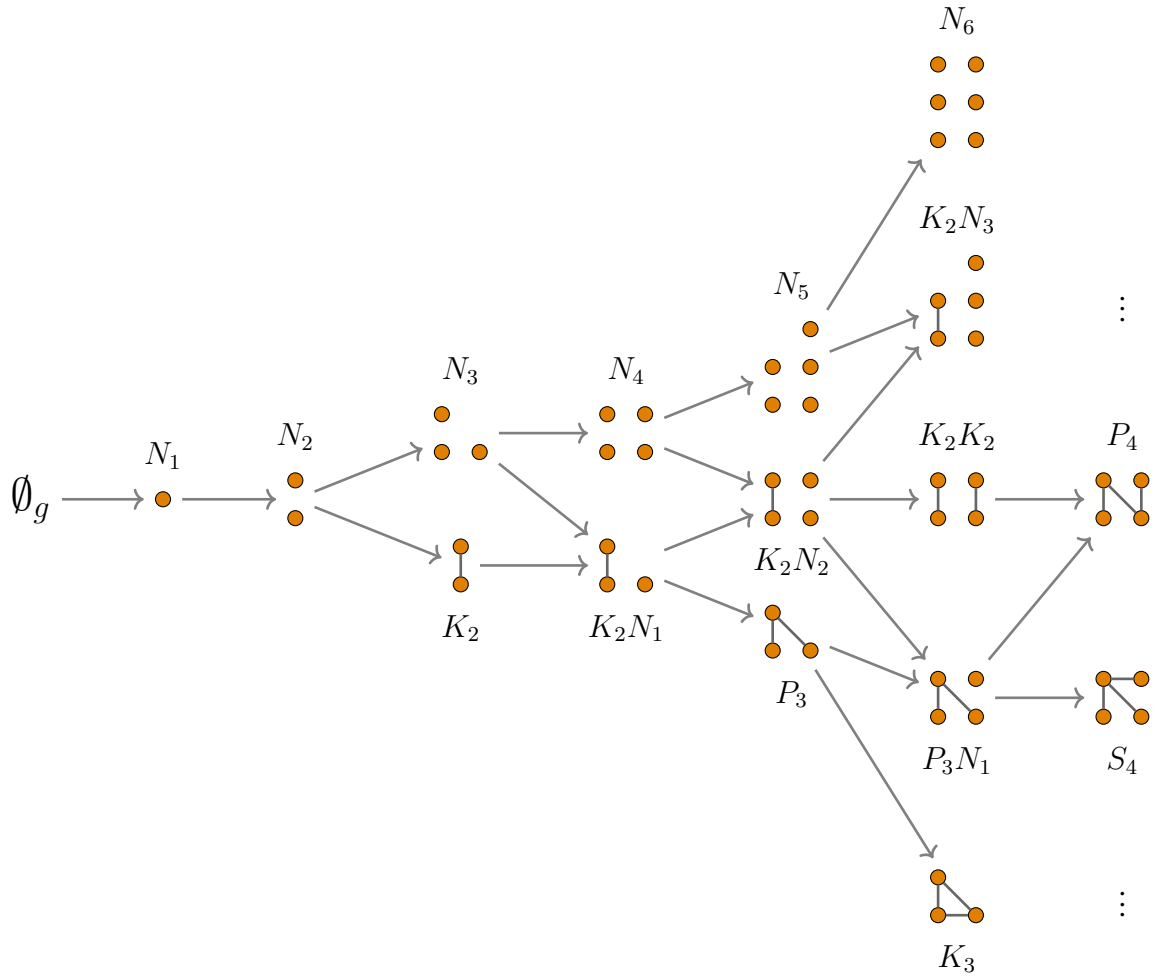 N₆
K₂N₃
N₅
⋮
N₃
N₄
N₂
K₂K₂
P₄
N₁
∅g
K₂N₂
K₂
K₂N₁
P₃
P₃N₁
S₄
⋮
K₃